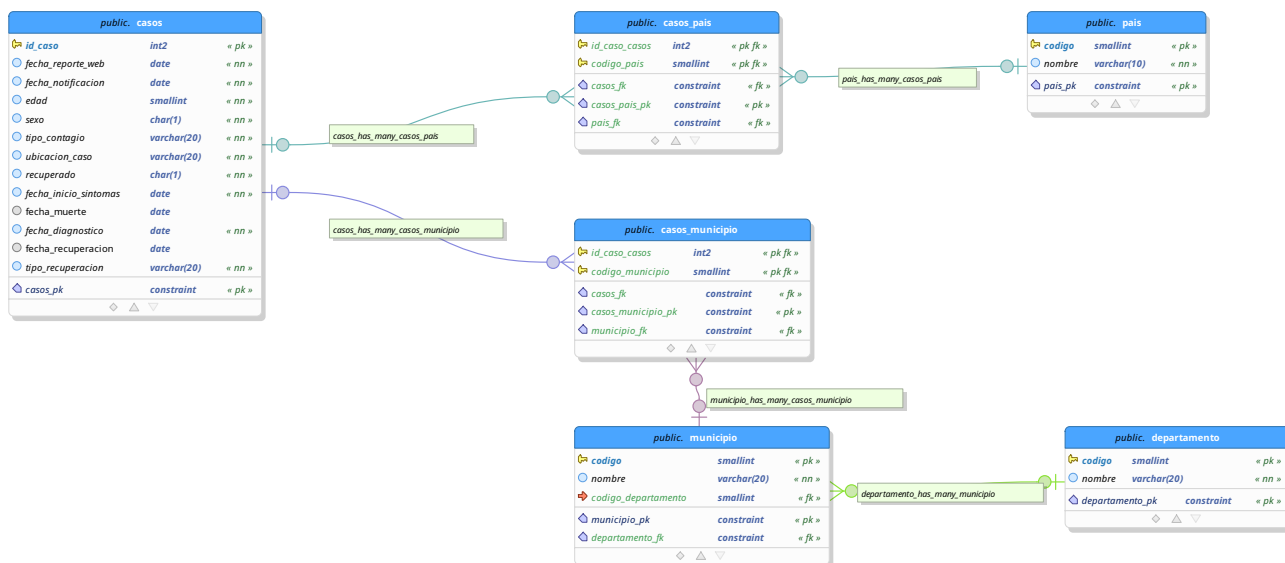 public. casos
id_caso int2 « pk »
fecha_reporte_web date « nn »
fecha_notificacion date « nn »
edad smallint « nn »
sexo char(1) « nn »
tipo_contagio varchar(20) « nn »
ubicacion_caso varchar(20) « nn »
recuperado char(1) « nn »
fecha_inicio_sintomas date « nn »
fecha_muerte date
fecha_diagnostico date « nn »
fecha_recuperacion date
tipo_recuperacion varchar(20) « nn »
casos_pk constraint « pk »
casos_has_many_casos_pais
casos_has_many_casos_municipio
public. casos_pais
id_caso_casos int2 « pk fk »
codigo_pais smallint « pk fk »
casos_fk constraint « fk »
casos_pais_pk constraint « pk »
pais_fk constraint « fk »
pais_has_many_casos_pais
public. pais
codigo smallint « pk »
nombre varchar(10) « nn »
pais_pk constraint « pk »
public. casos_municipio
id_caso_casos int2 « pk fk »
codigo_municipio smallint « pk fk »
casos_fk constraint « fk »
casos_municipio_pk constraint « pk »
municipio_fk constraint « fk »
municipio_has_many_casos_municipio
public. municipio
codigo smallint « pk »
nombre varchar(20) « nn »
codigo_departamento smallint « fk »
municipio_pk constraint « pk »
departamento_fk constraint « fk »
departamento_has_many_municipio
public. departamento
codigo smallint « pk »
nombre varchar(20) « nn »
departamento_pk constraint « pk »